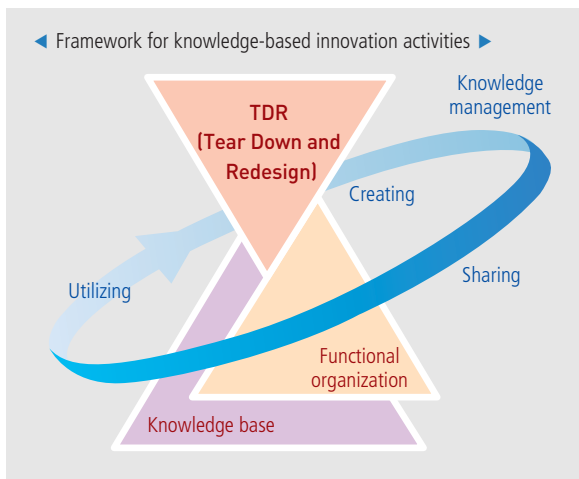 ◀ Framework for knowledge-based innovation activities ▶
Knowledge
management
TDR
(Tear Down and
Redesign)
Creating
Sharing
Utilizing
Functional
organization
Knowledge base